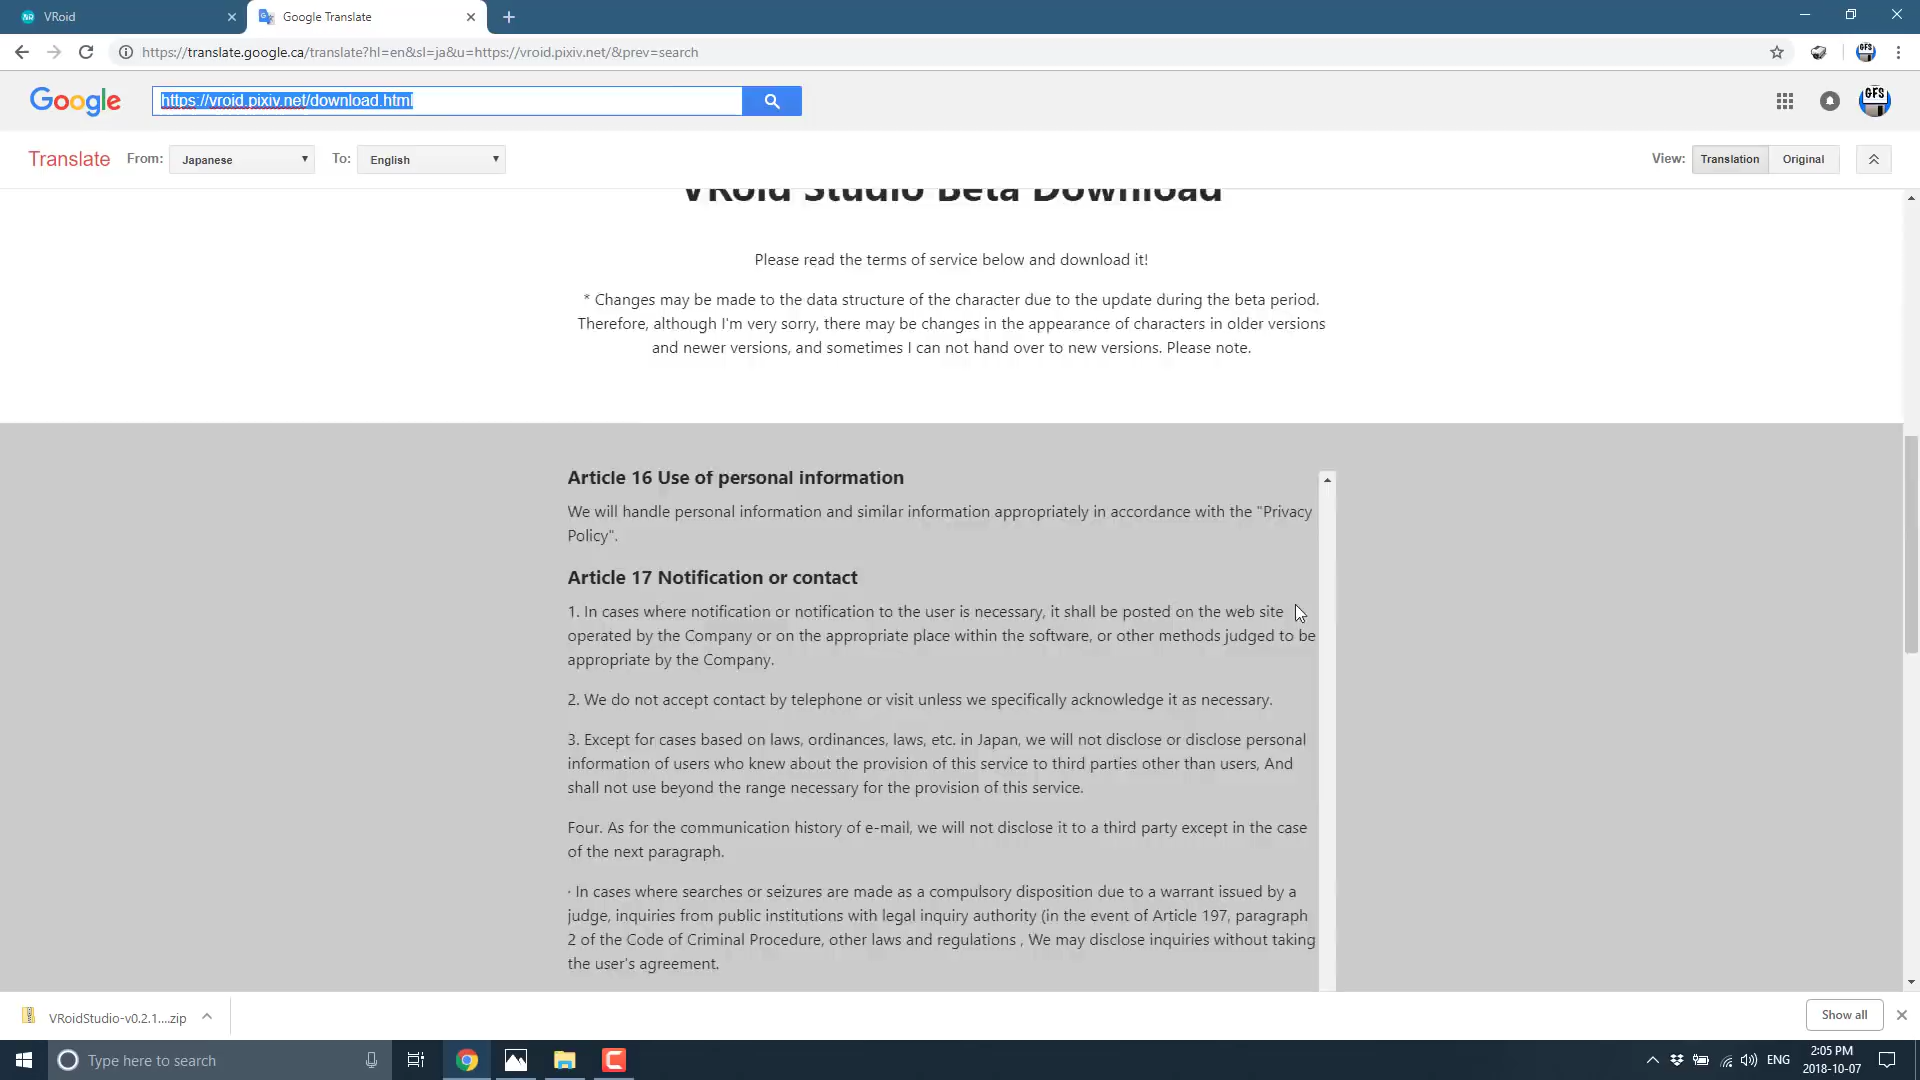 VRoid
Google Translate
https://translate.google.ca/translate?hl=en&sl=ja&u=https://vroid.pixiv.net/&prev=search
GFS
Google
https://vroid.pixiv.net/download.html
GFS
Translate From: Japanese To: English View: Translation Original
VRoid Studio Beta Download
Please read the terms of service below and download it!
* Changes may be made to the data structure of the character due to the update during the beta period.
Therefore, although I'm very sorry, there may be changes in the appearance of characters in older versions
and newer versions, and sometimes I can not hand over to new versions. Please note.
Article 16 Use of personal information
We will handle personal information and similar information appropriately in accordance with the "Privacy
Policy".
Article 17 Notification or contact
1. In cases where notification or notification to the user is necessary, it shall be posted on the web site
operated by the Company or on the appropriate place within the software, or other methods judged to be
appropriate by the Company.
2. We do not accept contact by telephone or visit unless we specifically acknowledge it as necessary.
3. Except for cases based on laws, ordinances, laws, etc. in Japan, we will not disclose or disclose personal
information of users who knew about the provision of this service to third parties other than users, And
shall not use beyond the range necessary for the provision of this service.
Four. As for the communication history of e-mail, we will not disclose it to a third party except in the case
of the next paragraph.
· In cases where searches or seizures are made as a compulsory disposition due to a warrant issued by a
judge, inquiries from public institutions with legal inquiry authority (in the event of Article 197, paragraph
2 of the Code of Criminal Procedure, other laws and regulations , We may disclose inquiries without taking
the user's agreement.
VRoidStudio-v0.2.1....zip
Show all
Type here to search
ENG
2:05 PM
2018-10-07